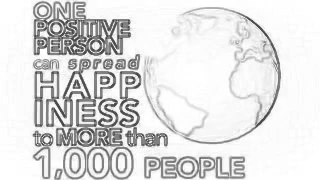 ONE
POSITIVE
PERSON
can spread
HAPP
INESS
to MORE than
1,000 PEOPLE